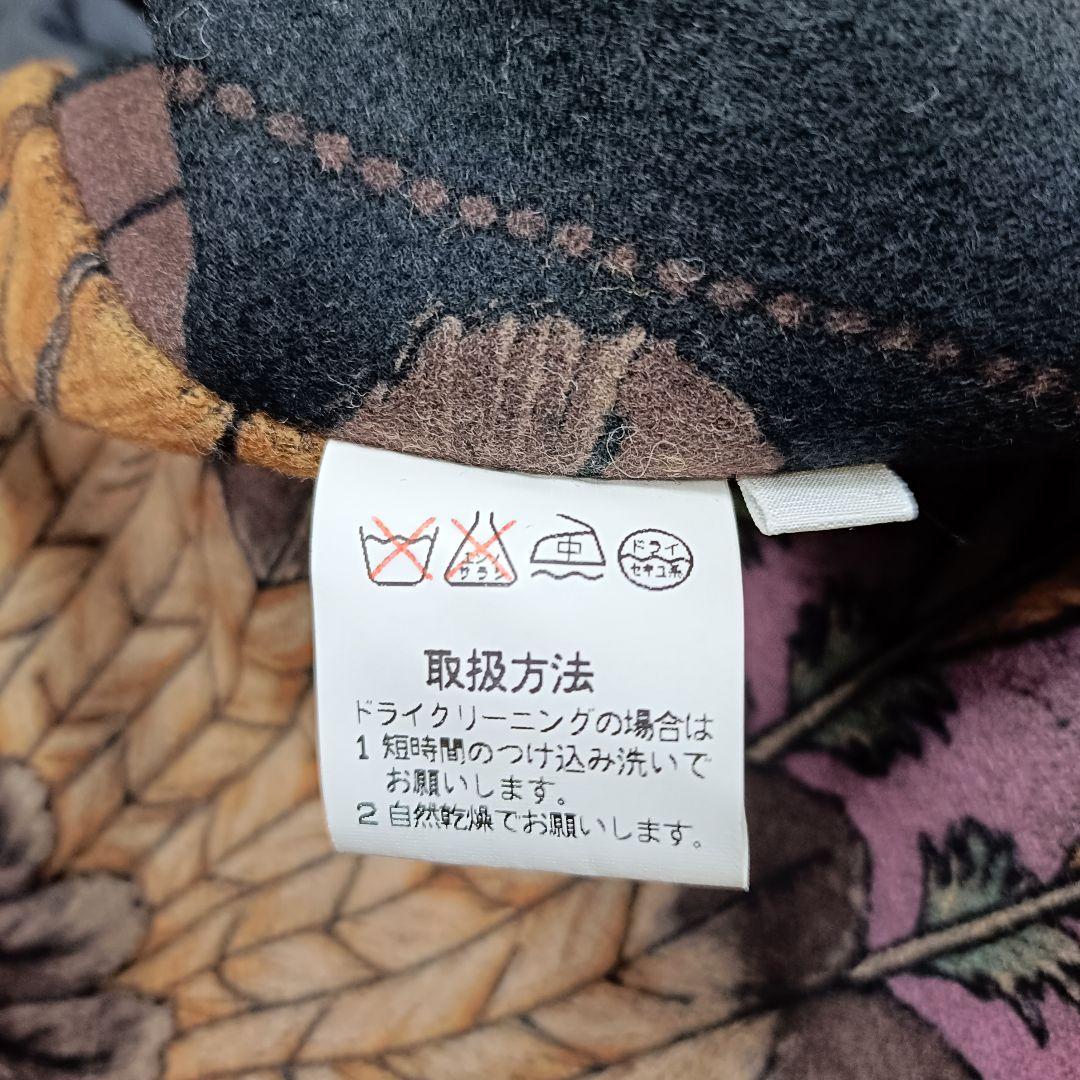 エンソ
サラシ
中
ドライ
セキユ系
取扱方法
ドライクリーニングの場合は
1 短時間のつけ込み洗いで
お願いします。
2 自然乾燥でお願いします。